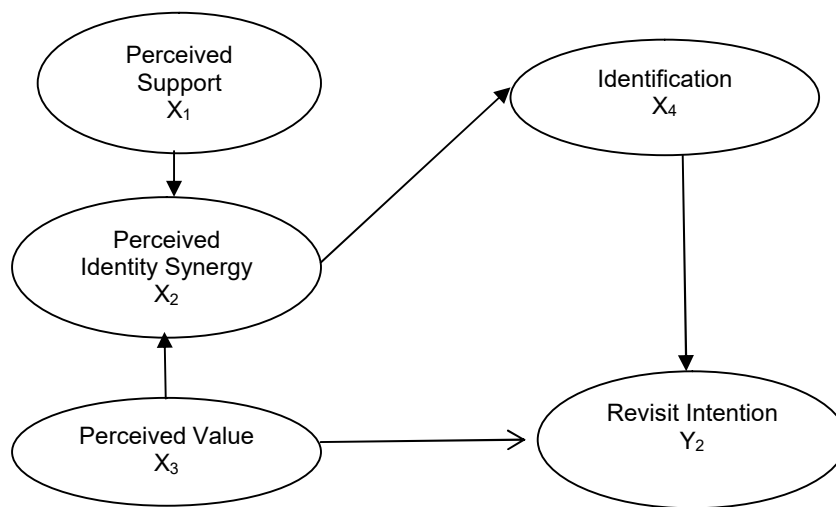 Perceived
Support
X₁
Identification
X₄
Perceived
Identity Synergy
X₂
Perceived Value
X₃
Revisit Intention
Y₂